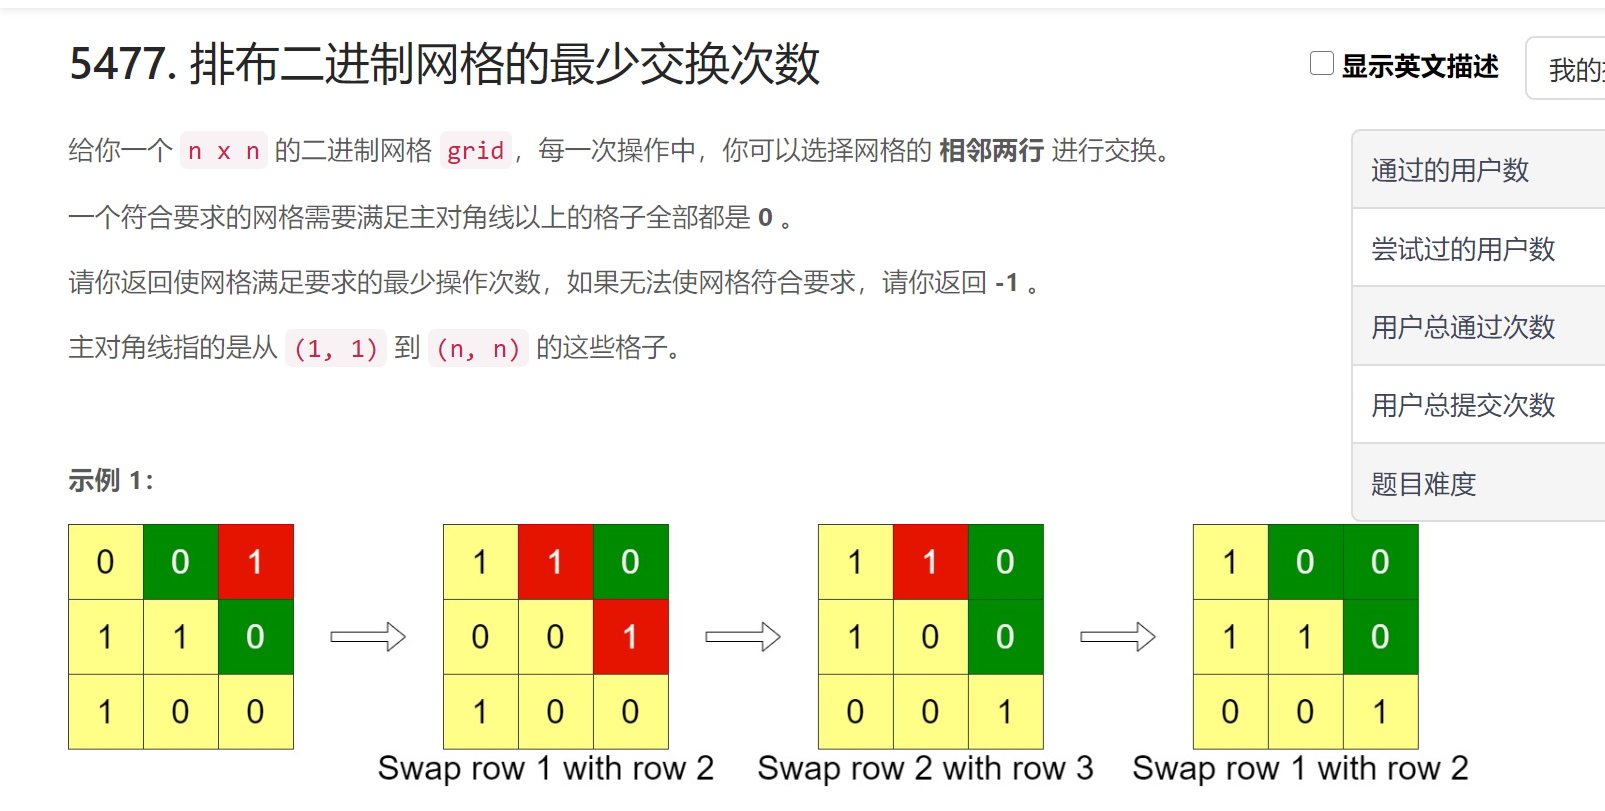 5477. 排布二进制网格的最少交换次数
显示英文描述
我的
给你一个 n x n 的二进制网格 grid，每一次操作中，你可以选择网格的 相邻两行 进行交换。
一个符合要求的网格需要满足主对角线以上的格子全部都是 0 。
请你返回使网格满足要求的最少操作次数，如果无法使网格符合要求，请你返回 -1 。
主对角线指的是从 (1, 1) 到 (n, n) 的这些格子。
通过的用户数
尝试过的用户数
用户总通过次数
用户总提交次数
题目难度
示例 1：
0 0 1 1 1 0 1 1 0 1 0 0
1 1 0 0 0 1 1 0 0 1 1 0
1 0 0 1 0 0 0 0 1 0 0 1
Swap row 1 with row 2 Swap row 2 with row 3 Swap row 1 with row 2